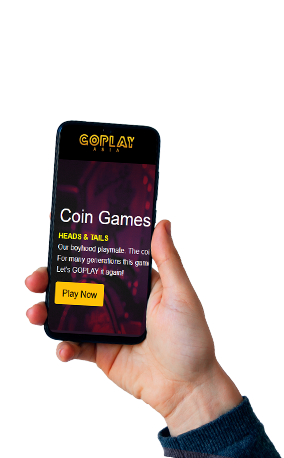 GOPLAY
ASIA
Coin Games
HEADS & TAILS
Our boyhood playmate. The coi
For many generations this game
Let's GOPLAY it again!
Play Now